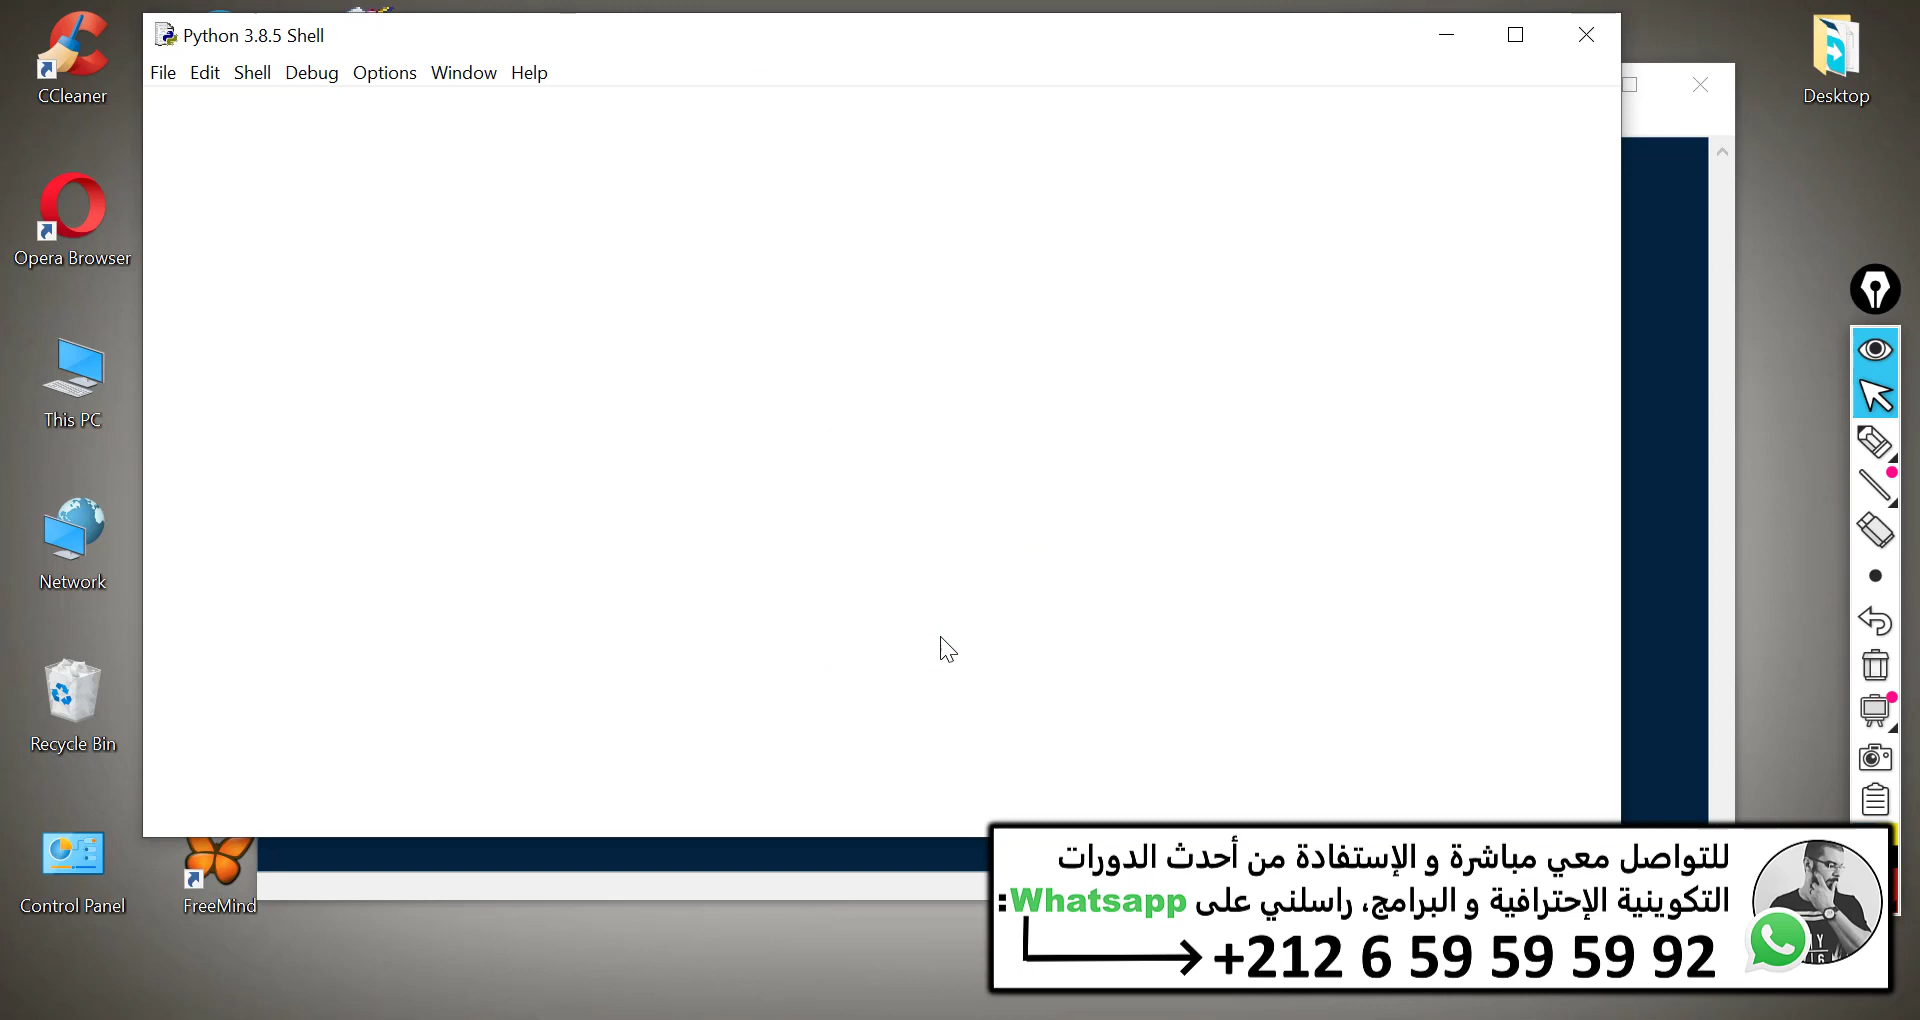 Python 3.8.5 Shell
File Edit Shell Debug Options Window Help
CCleaner
Opera Browser
This PC
Network
Recycle Bin
Control Panel
FreeMind
Desktop
للتواصل معي مباشرة و الإستفادة من أحدث الدورات
التكوينية الإحترافية و البرامج، راسلني على Whatsapp:
+212 6 59 59 59 92